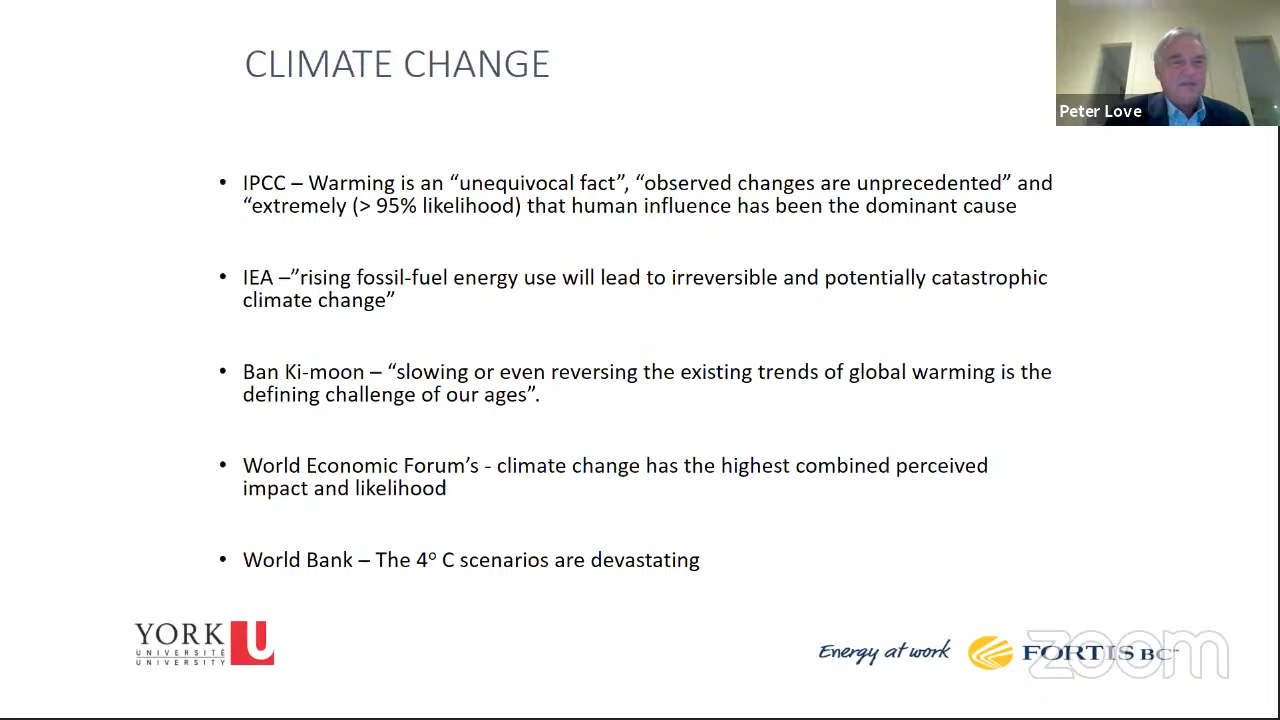 CLIMATE CHANGE
Peter Love
• IPCC – Warming is an “unequivocal fact”, “observed changes are unprecedented” and
“extremely (> 95% likelihood) that human influence has been the dominant cause
• IEA –”rising fossil-fuel energy use will lead to irreversible and potentially catastrophic
climate change”
• Ban Ki-moon – “slowing or even reversing the existing trends of global warming is the
defining challenge of our ages”.
• World Economic Forum’s - climate change has the highest combined perceived
impact and likelihood
• World Bank – The 4º C scenarios are devastating
YORK U
UNIVERSITÉ
UNIVERSITY
Energy at work FORTIS BC™
zoom